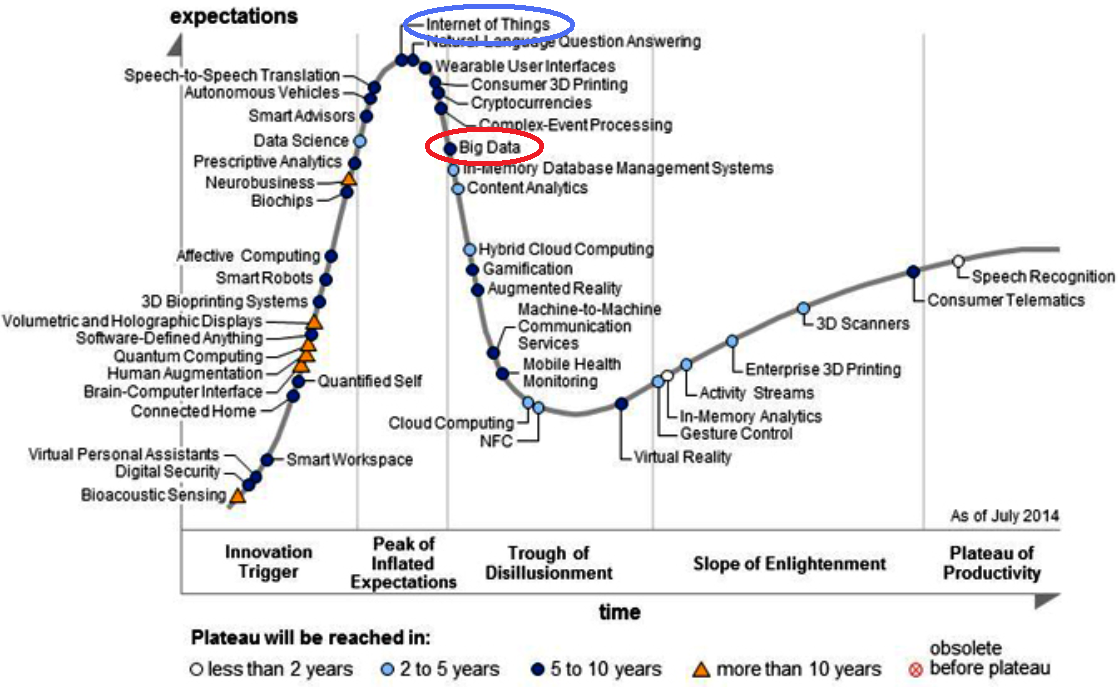 expectations
Internet of Things
Natural-Language Question Answering
Wearable User Interfaces
Consumer 3D Printing
Cryptocurrencies
Complex-Event Processing
Big Data
In-Memory Database Management Systems
Content Analytics
Hybrid Cloud Computing
Gamification
Augmented Reality
Machine-to-Machine
Communication
Services
Mobile Health
Monitoring
Speech-to-Speech Translation
Autonomous Vehicles
Smart Advisors
Data Science
Prescriptive Analytics
Neurobusiness
Biochips
Affective Computing
Smart Robots
3D Bioprinting Systems
Volumetric and Holographic Displays
Software-Defined Anything
Quantum Computing
Human Augmentation
Brain-Computer Interface
Quantified Self
Connected Home
Virtual Personal Assistants
Smart Workspace
Digital Security
Bioacoustic Sensing
Cloud Computing
NFC
Virtual Reality
Gesture Control
In-Memory Analytics
Activity Streams
Enterprise 3D Printing
3D Scanners
Consumer Telematics
Speech Recognition
As of July 2014
Innovation
Trigger
Peak of
Inflated
Expectations
Trough of
Disillusionment
Slope of Enlightenment
Plateau of
Productivity
time
Plateau will be reached in:
less than 2 years
2 to 5 years
5 to 10 years
more than 10 years
obsolete
before plateau